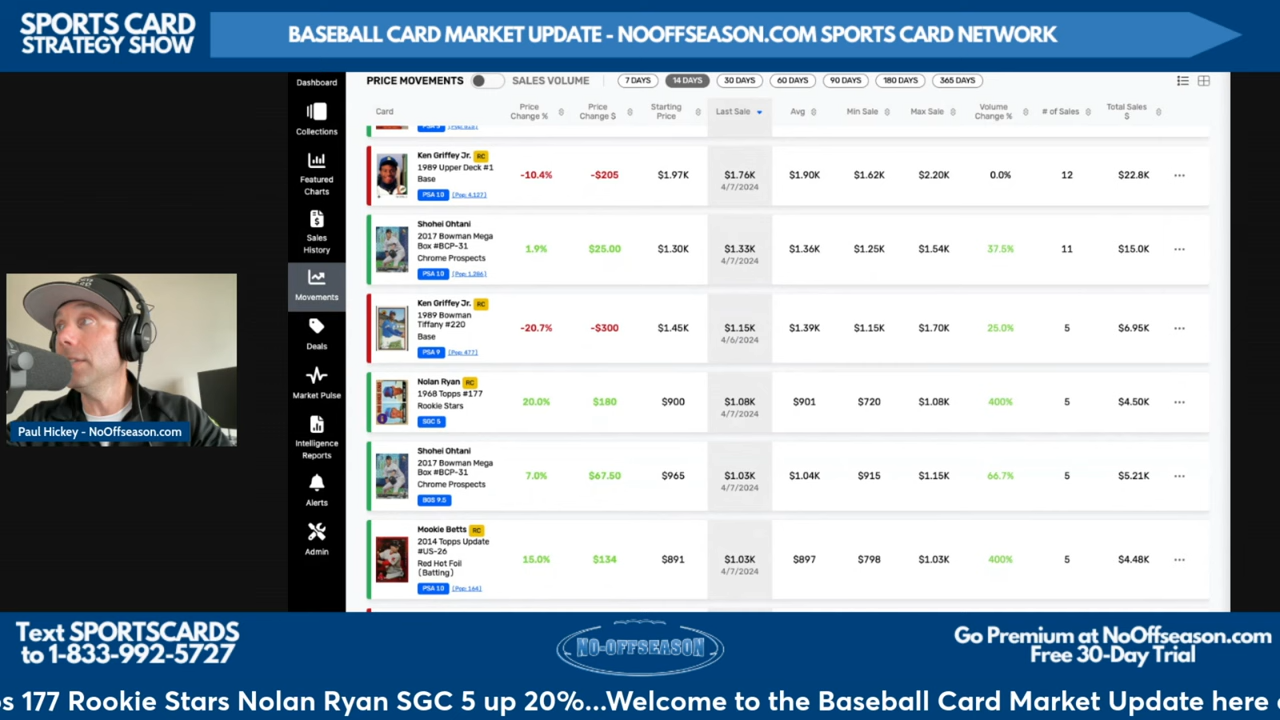 SPORTS CARD
STRATEGY SHOW
BASEBALL CARD MARKET UPDATE - NOOFFSEASON.COM SPORTS CARD NETWORK
Dashboard
Collections
Featured
Charts
Sales
History
Movements
Deals
Market Pulse
Intelligence
Reports
Alerts
Admin
PRICE MOVEMENTS SALES VOLUME 7 DAYS 14 DAYS 30 DAYS 60 DAYS 90 DAYS 180 DAYS 365 DAYS
Card Price Change % Price Change $ Starting Price Last Sale Avg Min Sale Max Sale Volume Change % # of Sales Total Sales $
Ken Griffey Jr. RC
1989 Upper Deck #1
Base
PSA 10 [Pop 4,127]
-10.4% -$205 $1.97K $1.76K $1.90K $1.62K $2.20K 0.0% 12 $22.8K
4/7/2024
Shohei Ohtani
2017 Bowman Mega
Box #BCP-31
Chrome Prospects
PSA 10 [Pop 1,286]
1.9% $25.00 $1.30K $1.33K $1.36K $1.25K $1.54K 37.5% 11 $15.0K
4/7/2024
Ken Griffey Jr. RC
1989 Bowman
Tiffany #220
Base
PSA 9 [Pop 477]
-20.7% -$300 $1.45K $1.15K $1.39K $1.15K $1.70K 25.0% 5 $6.95K
4/6/2024
Nolan Ryan RC
1968 Topps #177
Rookie Stars
SGC 5
20.0% $180 $900 $1.08K $901 $720 $1.08K 400% 5 $4.50K
4/7/2024
Shohei Ohtani
2017 Bowman Mega
Box #BCP-31
Chrome Prospects
BGS 9.5
7.0% $67.50 $965 $1.03K $1.04K $915 $1.15K 66.7% 5 $5.21K
4/7/2024
Mookie Betts RC
2014 Topps Update
#US-26
Red Hot Foil
(Batting)
PSA 10 [Pop 164]
15.0% $134 $891 $1.03K $897 $798 $1.03K 400% 5 $4.48K
4/7/2024
Paul Hickey - NoOffseason.com
Text SPORTSCARDS
to 1-833-992-5727
NO-OFFSEASON
Go Premium at NoOffseason.com
Free 30-Day Trial
s 177 Rookie Stars Nolan Ryan SGC 5 up 20%...Welcome to the Baseball Card Market Update here